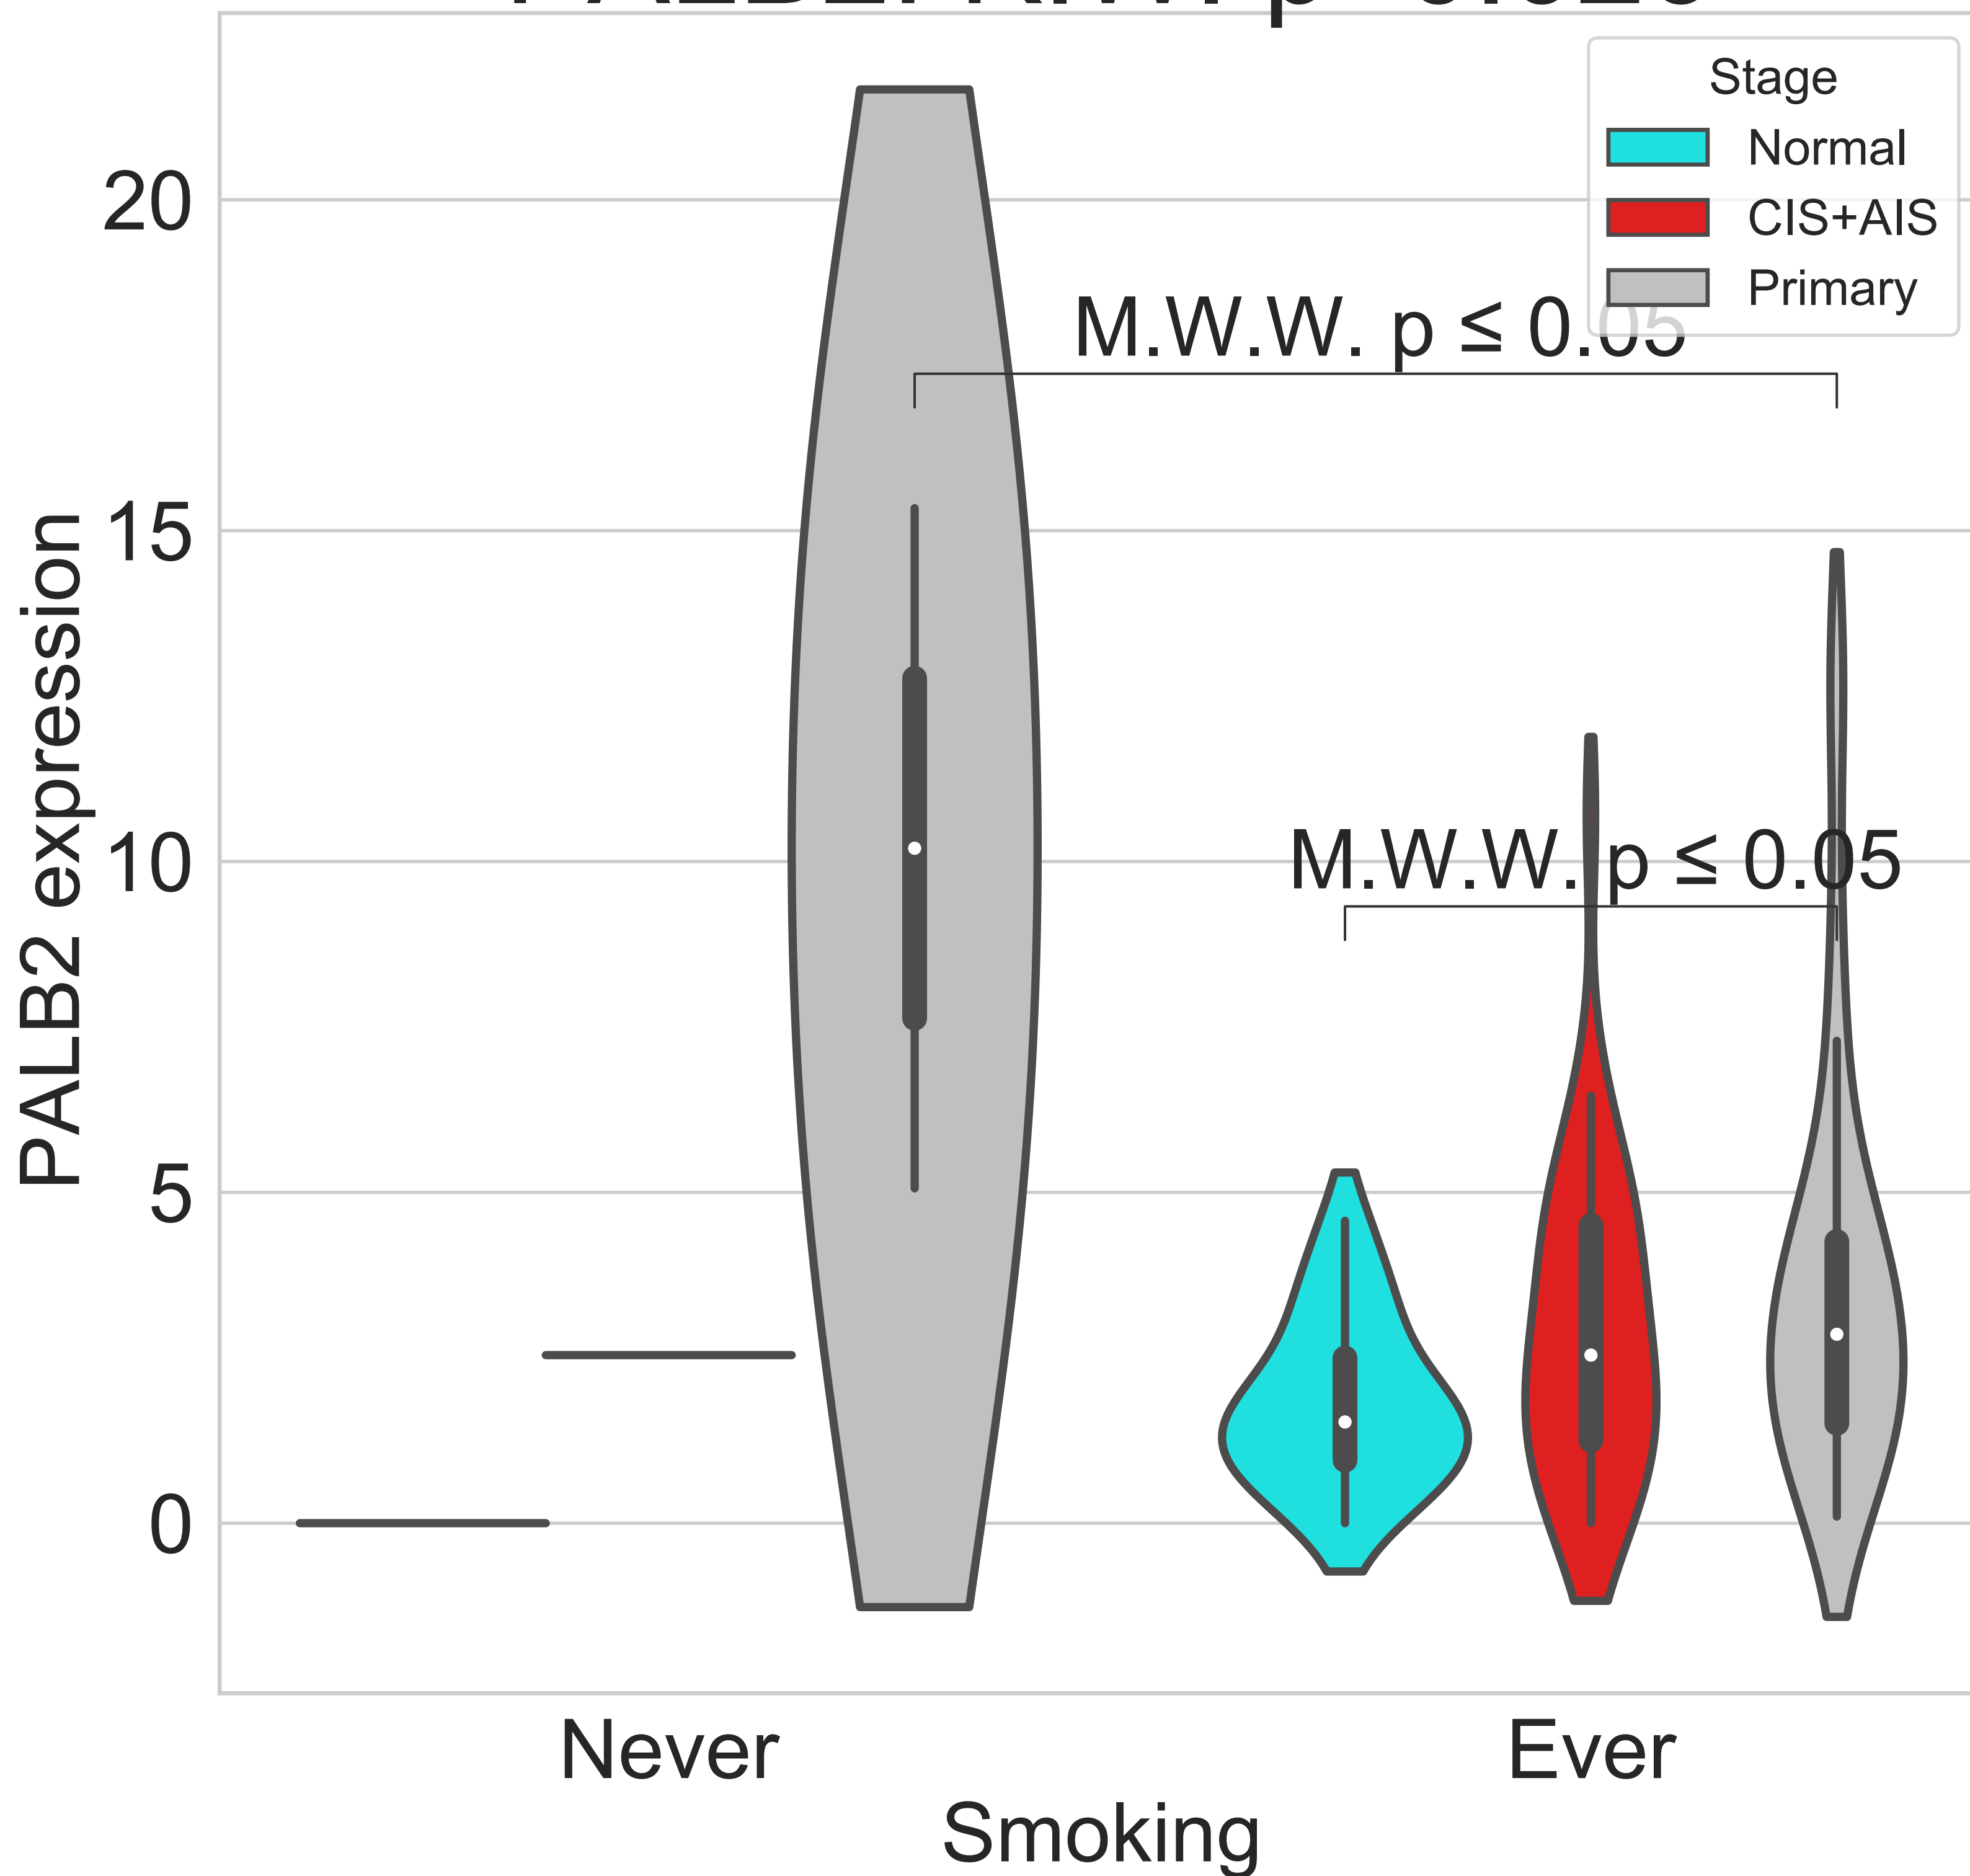 Stage
Normal
CIS+AIS
Primary
M.W.W. p ≤ 0.05
M.W.W. p ≤ 0.05
20
15
10
5
0
PALB2 expression
Never
Ever
Smoking